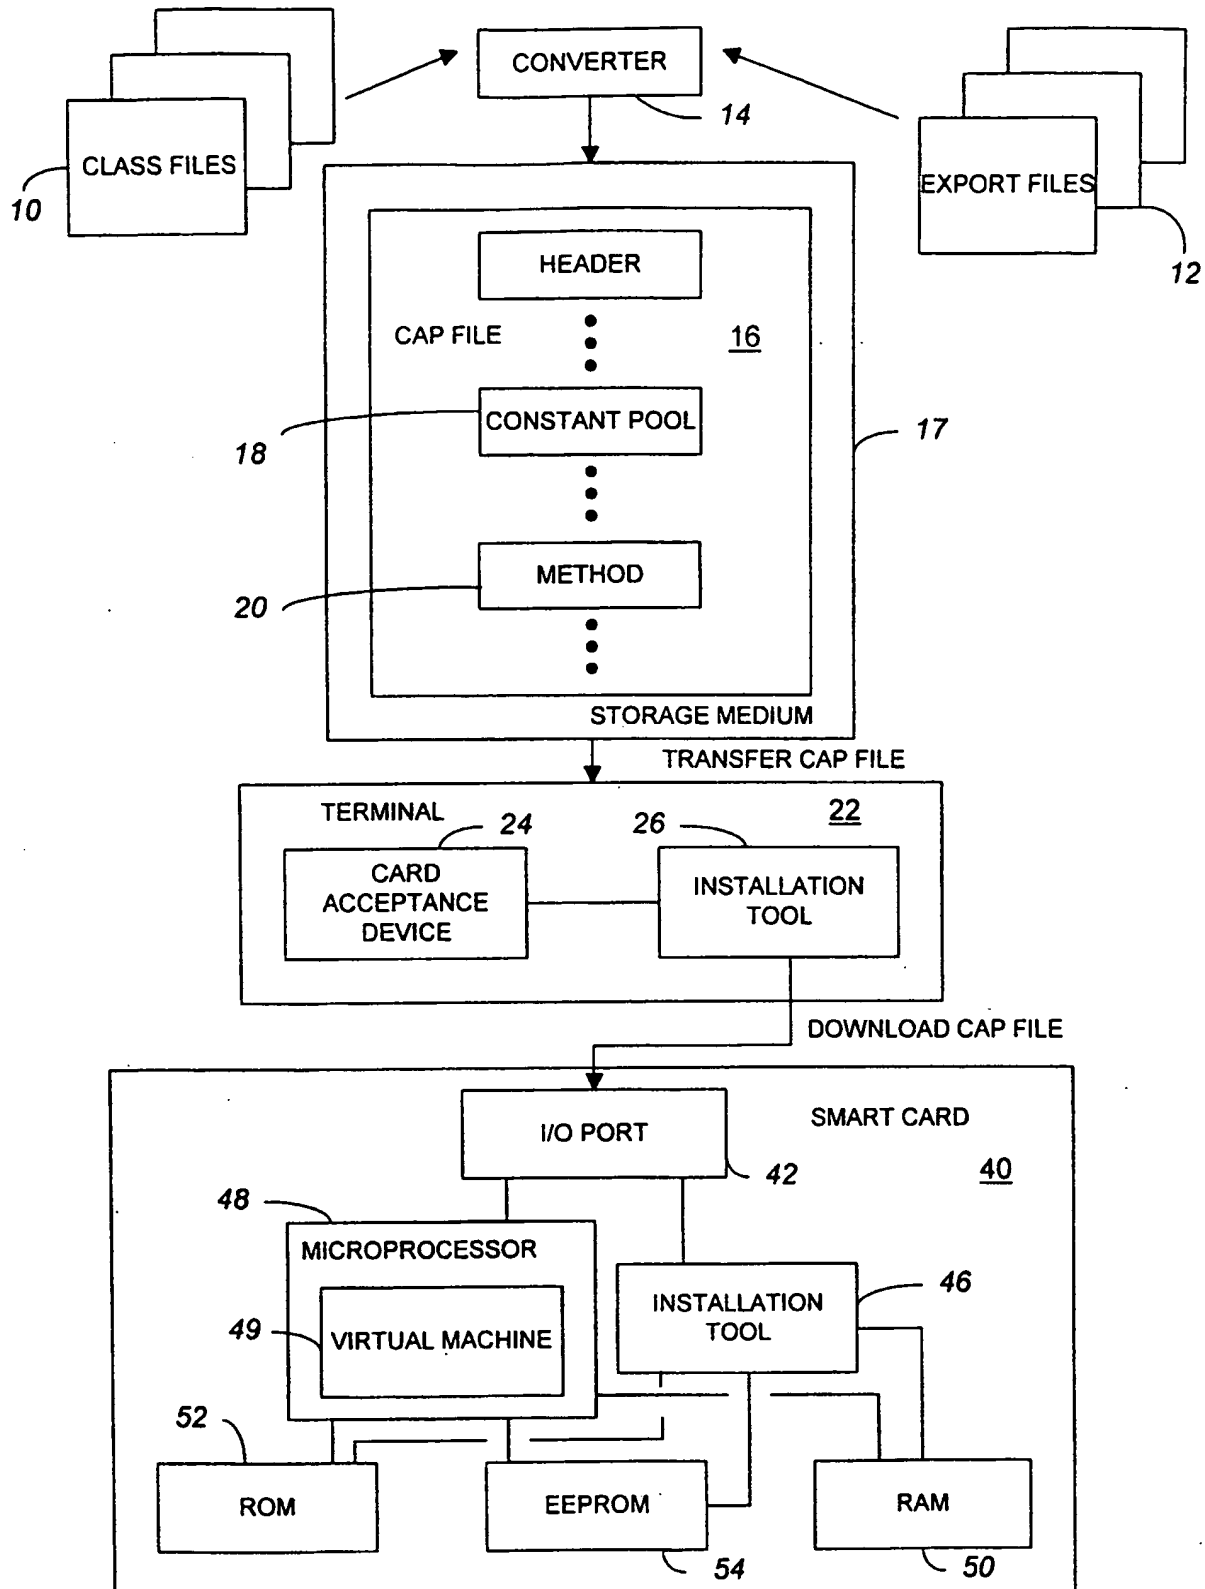 CONVERTER
14
CLASS FILES
10
EXPORT FILES
12
HEADER
CAP FILE
16
CONSTANT POOL
18
17
METHOD
20
STORAGE MEDIUM
TRANSFER CAP FILE
TERMINAL
22
24
26
CARD
ACCEPTANCE
DEVICE
INSTALLATION
TOOL
DOWNLOAD CAP FILE
I/O PORT
SMART CARD
42
40
48
MICROPROCESSOR
46
INSTALLATION
TOOL
49
VIRTUAL MACHINE
52
ROM
EEPROM
RAM
54
50